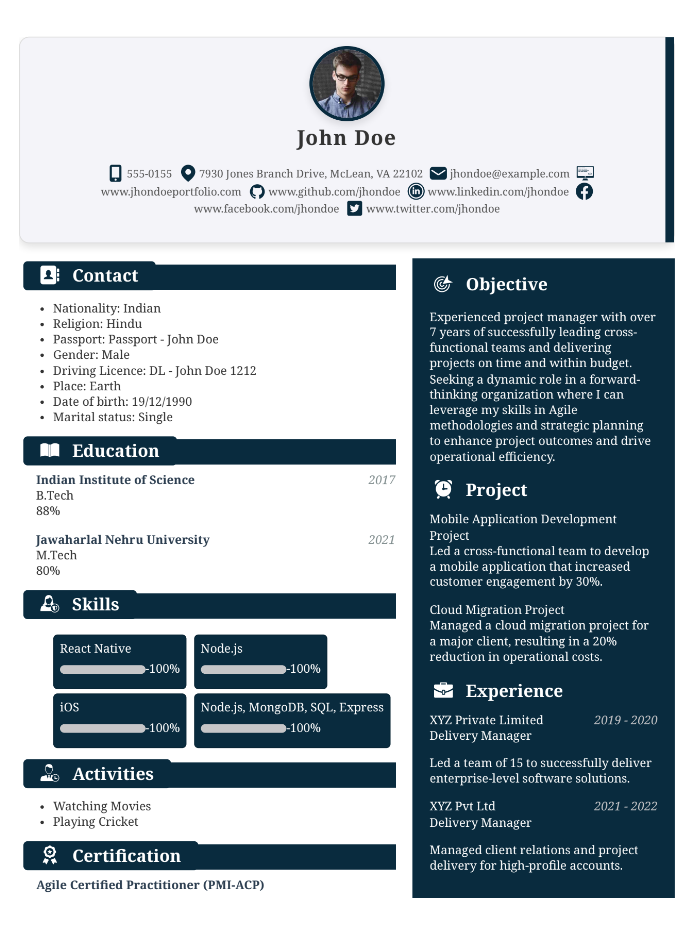 John Doe
555-0155 7930 Jones Branch Drive, McLean, VA 22102 jhondoe@example.com
www.jhondoeportfolio.com www.github.com/jhondoe www.linkedin.com/jhondoe
www.facebook.com/jhondoe www.twitter.com/jhondoe
Contact
• Nationality: Indian
• Religion: Hindu
• Passport: Passport - John Doe
• Gender: Male
• Driving Licence: DL - John Doe 1212
• Place: Earth
• Date of birth: 19/12/1990
• Marital status: Single
Education
Indian Institute of Science 2017
B.Tech
88%
Jawaharlal Nehru University 2021
M.Tech
80%
Skills
React Native
-100%
Node.js
-100%
iOS
-100%
Node.js, MongoDB, SQL, Express
-100%
Activities
• Watching Movies
• Playing Cricket
Certification
Agile Certified Practitioner (PMI-ACP)
Objective
Experienced project manager with over
7 years of successfully leading cross-
functional teams and delivering
projects on time and within budget.
Seeking a dynamic role in a forward-
thinking organization where I can
leverage my skills in Agile
methodologies and strategic planning
to enhance project outcomes and drive
operational efficiency.
Project
Mobile Application Development
Project
Led a cross-functional team to develop
a mobile application that increased
customer engagement by 30%.
Cloud Migration Project
Managed a cloud migration project for
a major client, resulting in a 20%
reduction in operational costs.
Experience
XYZ Private Limited 2019 - 2020
Delivery Manager
Led a team of 15 to successfully deliver
enterprise-level software solutions.
XYZ Pvt Ltd 2021 - 2022
Delivery Manager
Managed client relations and project
delivery for high-profile accounts.